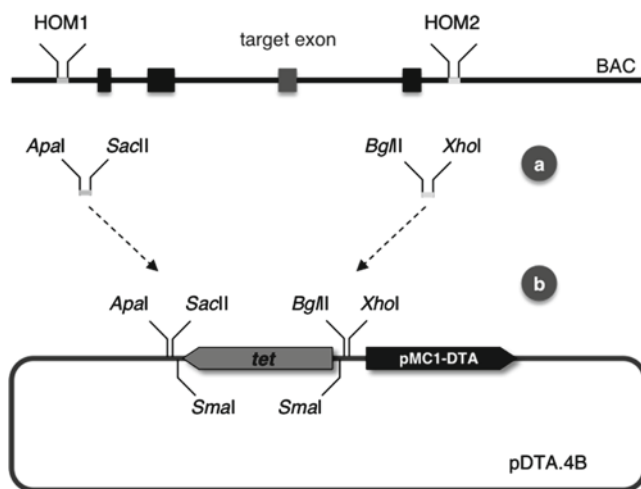 HOM1
target exon
HOM2
BAC
ApaI
SacII
BglII
XhoI
a
b
ApaI
SacII
BglII
XhoI
tet
pMC1-DTA
SmaI
SmaI
pDTA.4B